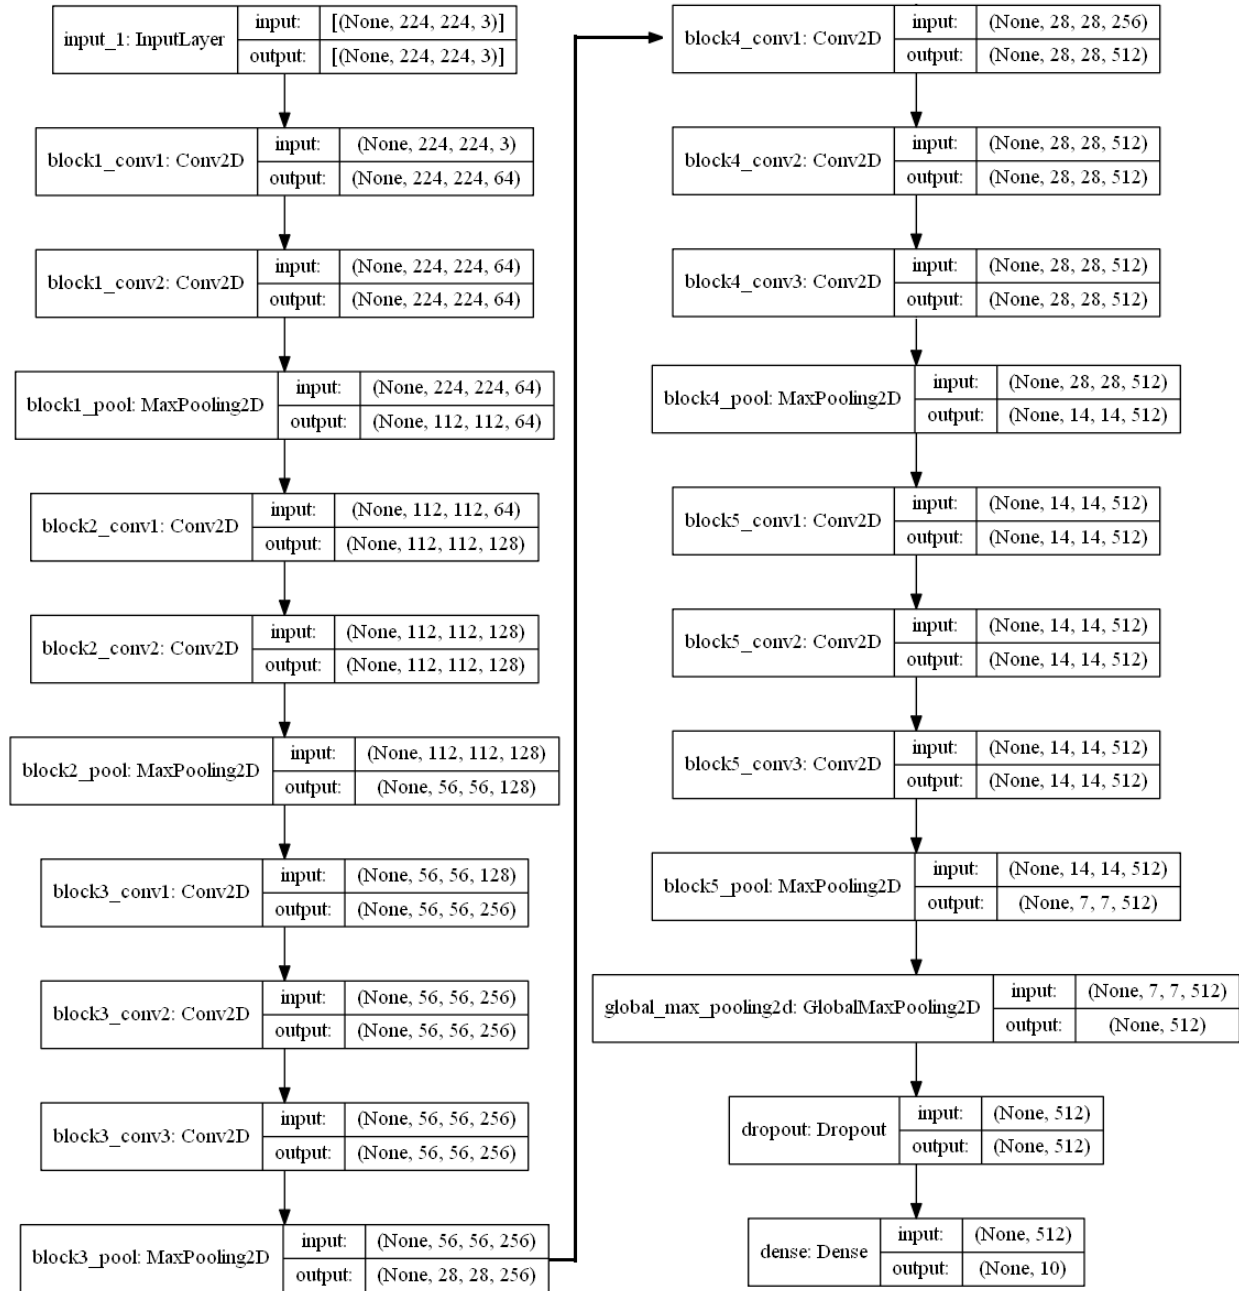 input_1: InputLayer
input: [(None, 224, 224, 3)]
output: [(None, 224, 224, 3)]
block1_conv1: Conv2D
input: (None, 224, 224, 3)
output: (None, 224, 224, 64)
block1_conv2: Conv2D
input: (None, 224, 224, 64)
output: (None, 224, 224, 64)
block1_pool: MaxPooling2D
input: (None, 224, 224, 64)
output: (None, 112, 112, 64)
block2_conv1: Conv2D
input: (None, 112, 112, 64)
output: (None, 112, 112, 128)
block2_conv2: Conv2D
input: (None, 112, 112, 128)
output: (None, 112, 112, 128)
block2_pool: MaxPooling2D
input: (None, 112, 112, 128)
output: (None, 56, 56, 128)
block3_conv1: Conv2D
input: (None, 56, 56, 128)
output: (None, 56, 56, 256)
block3_conv2: Conv2D
input: (None, 56, 56, 256)
output: (None, 56, 56, 256)
block3_conv3: Conv2D
input: (None, 56, 56, 256)
output: (None, 56, 56, 256)
block3_pool: MaxPooling2D
input: (None, 56, 56, 256)
output: (None, 28, 28, 256)
block4_conv1: Conv2D
input: (None, 28, 28, 256)
output: (None, 28, 28, 512)
block4_conv2: Conv2D
input: (None, 28, 28, 512)
output: (None, 28, 28, 512)
block4_conv3: Conv2D
input: (None, 28, 28, 512)
output: (None, 28, 28, 512)
block4_pool: MaxPooling2D
input: (None, 28, 28, 512)
output: (None, 14, 14, 512)
block5_conv1: Conv2D
input: (None, 14, 14, 512)
output: (None, 14, 14, 512)
block5_conv2: Conv2D
input: (None, 14, 14, 512)
output: (None, 14, 14, 512)
block5_conv3: Conv2D
input: (None, 14, 14, 512)
output: (None, 14, 14, 512)
block5_pool: MaxPooling2D
input: (None, 14, 14, 512)
output: (None, 7, 7, 512)
global_max_pooling2d: GlobalMaxPooling2D
input: (None, 7, 7, 512)
output: (None, 512)
dropout: Dropout
input: (None, 512)
output: (None, 512)
dense: Dense
input: (None, 512)
output: (None, 10)